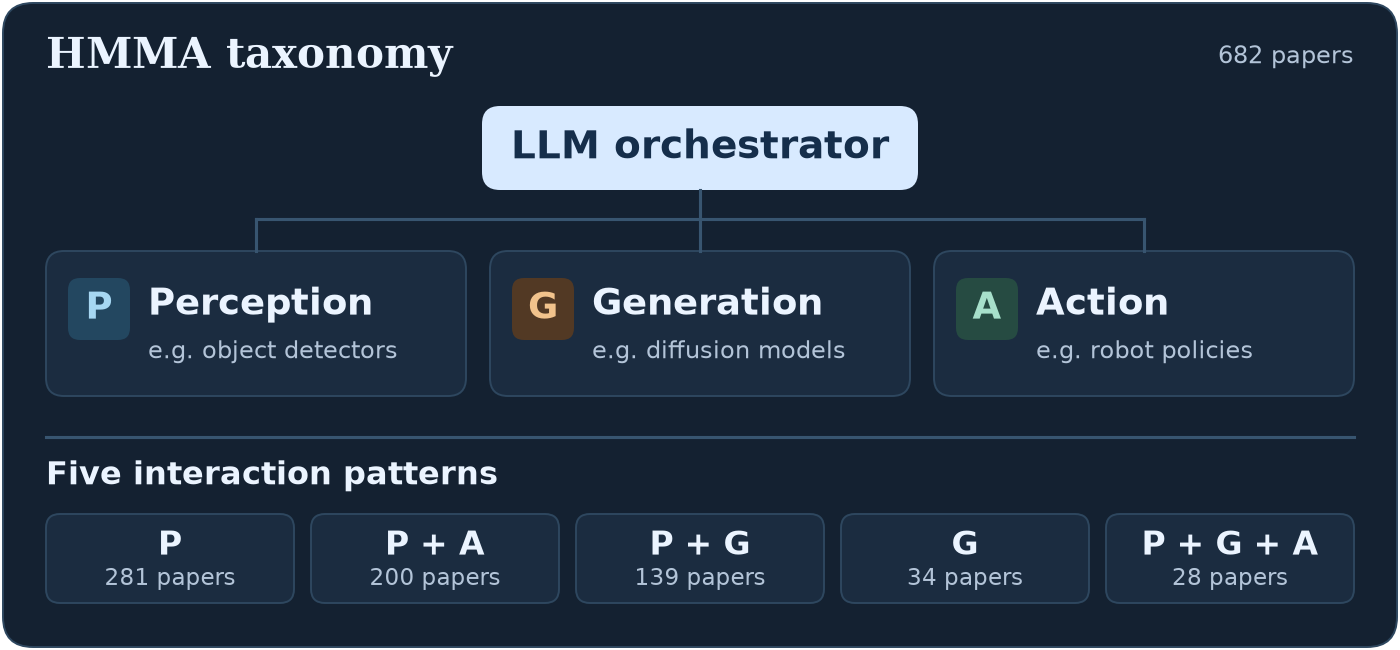 HMMA taxonomy
682 papers
LLM orchestrator
P
Perception
e.g. object detectors
G
Generation
e.g. diffusion models
A
Action
e.g. robot policies
Five interaction patterns
P
281 papers
P + A
200 papers
P + G
139 papers
G
34 papers
P + G + A
28 papers